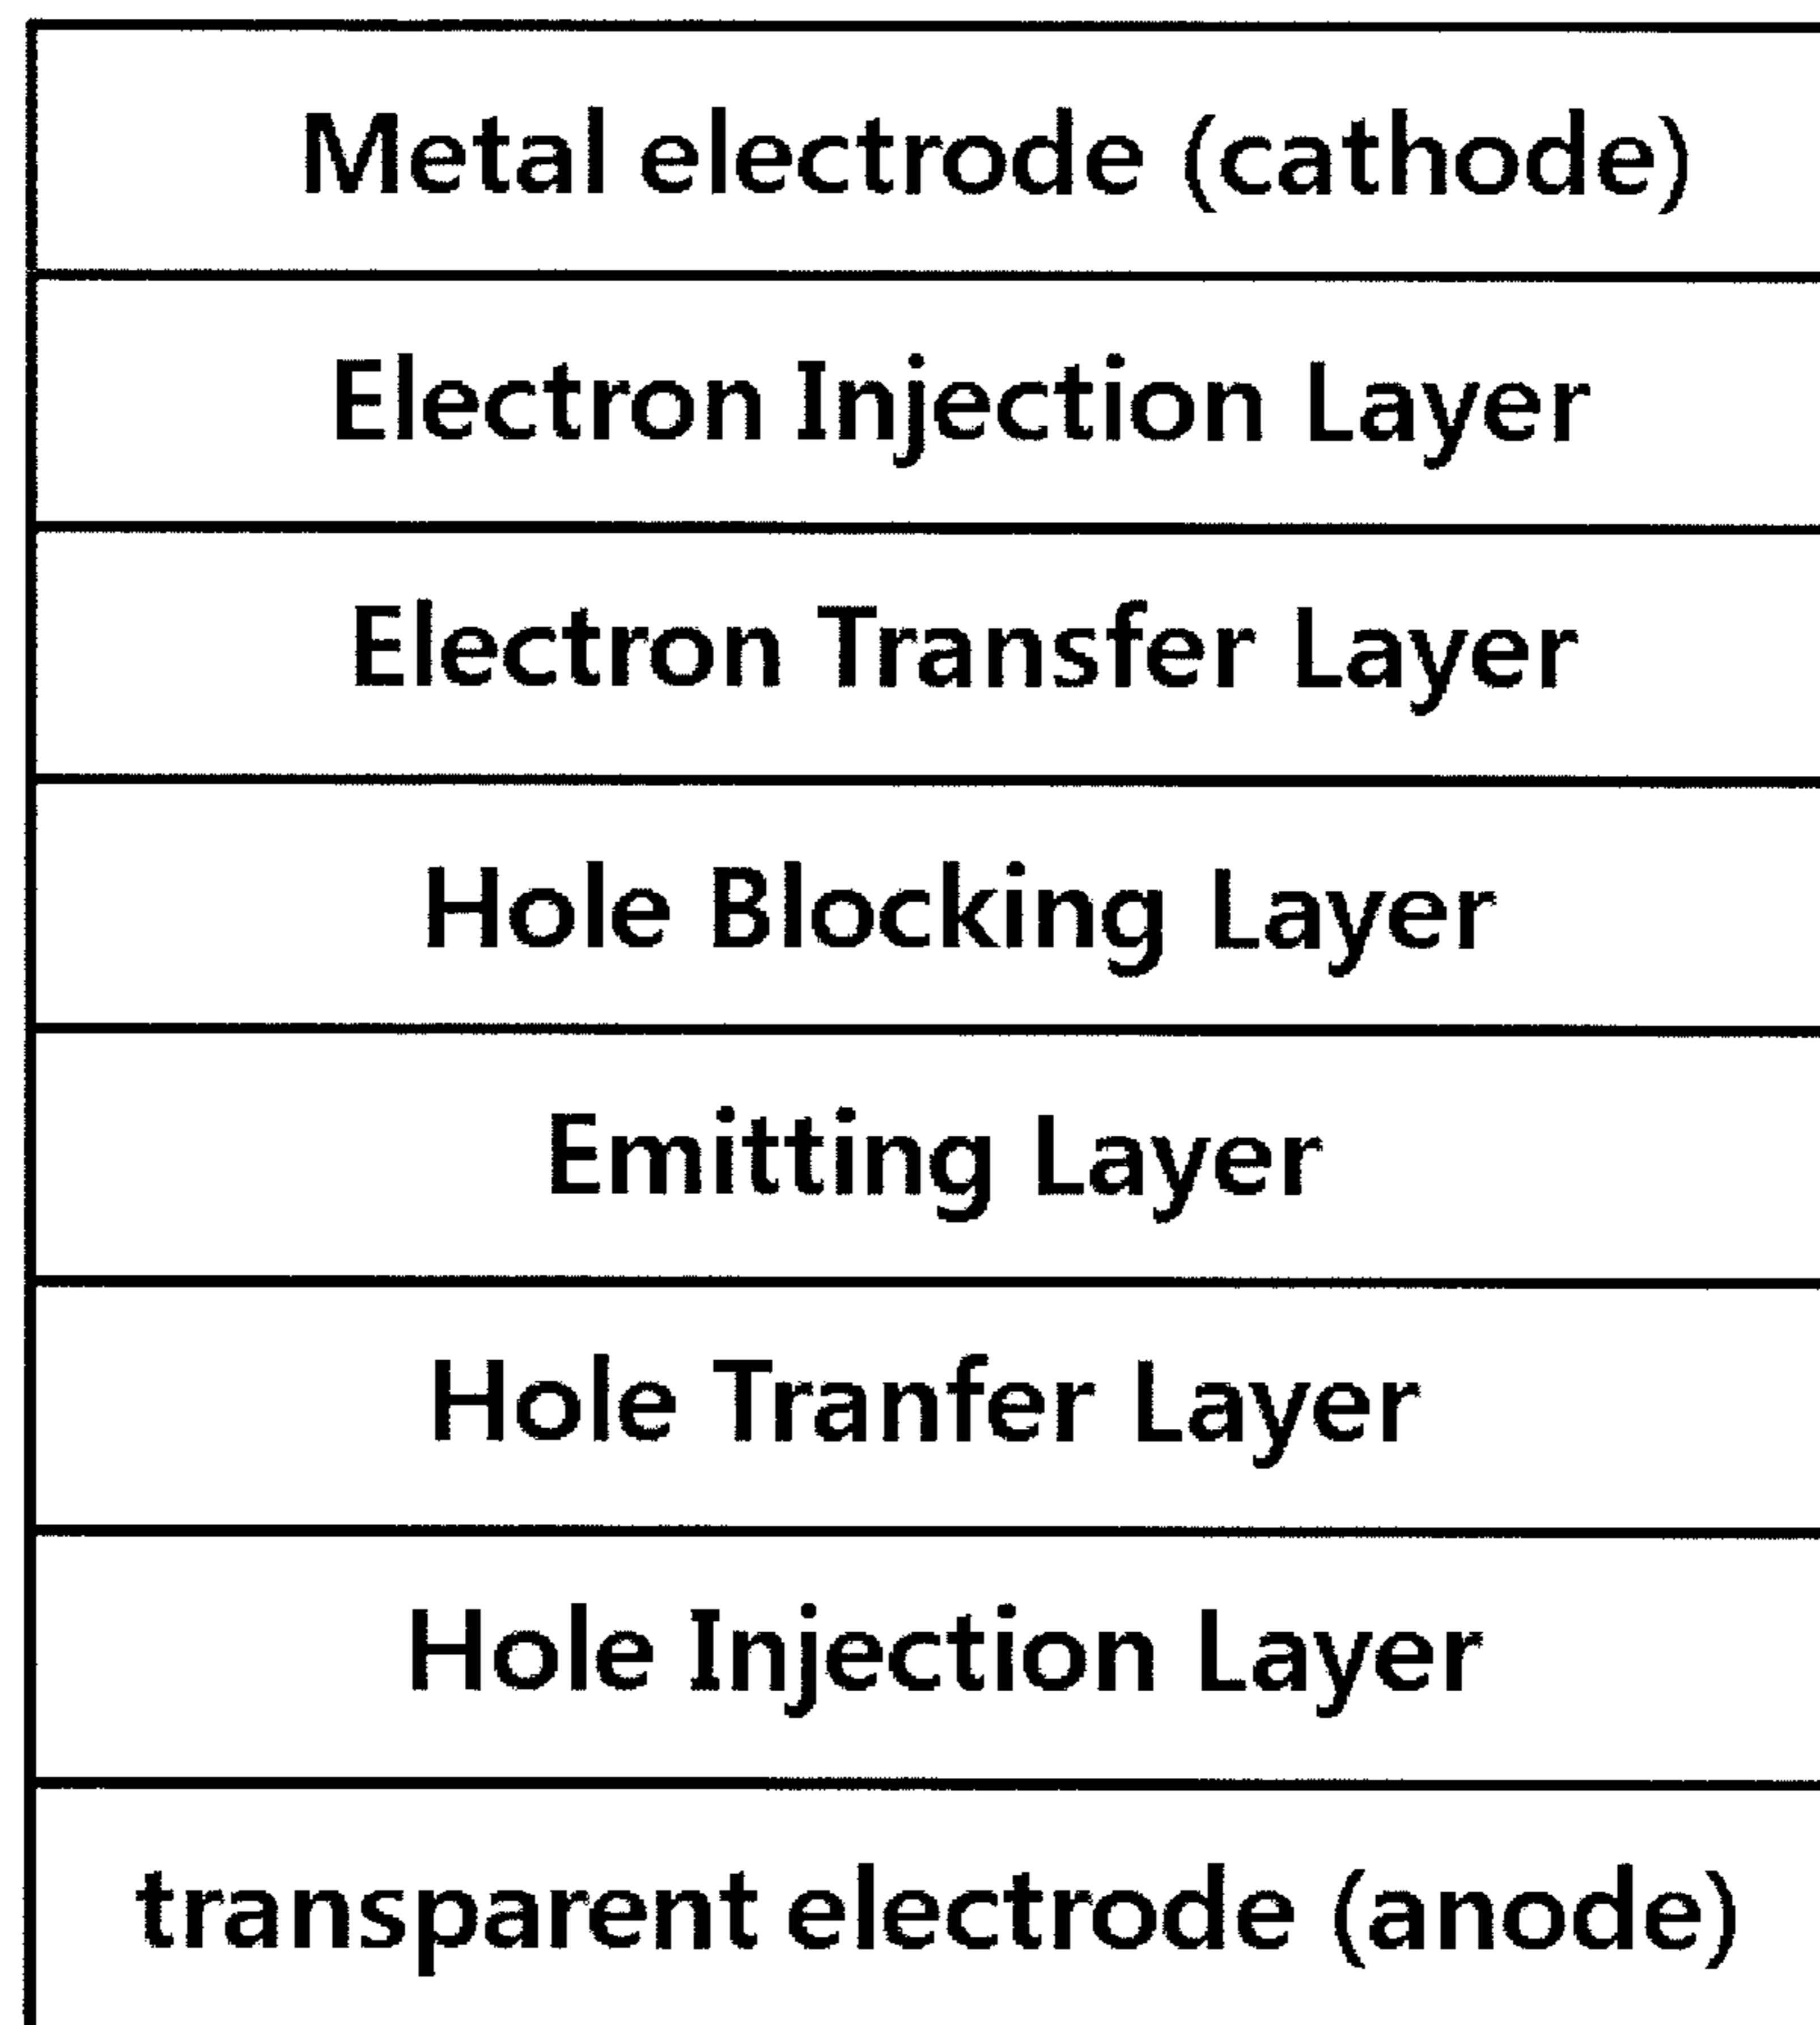 Metal electrode (cathode)
Electron Injection Layer
Electron Transfer Layer
Hole Blocking Layer
Emitting Layer
Hole Tranfer Layer
Hole Injection Layer
transparent electrode (anode)